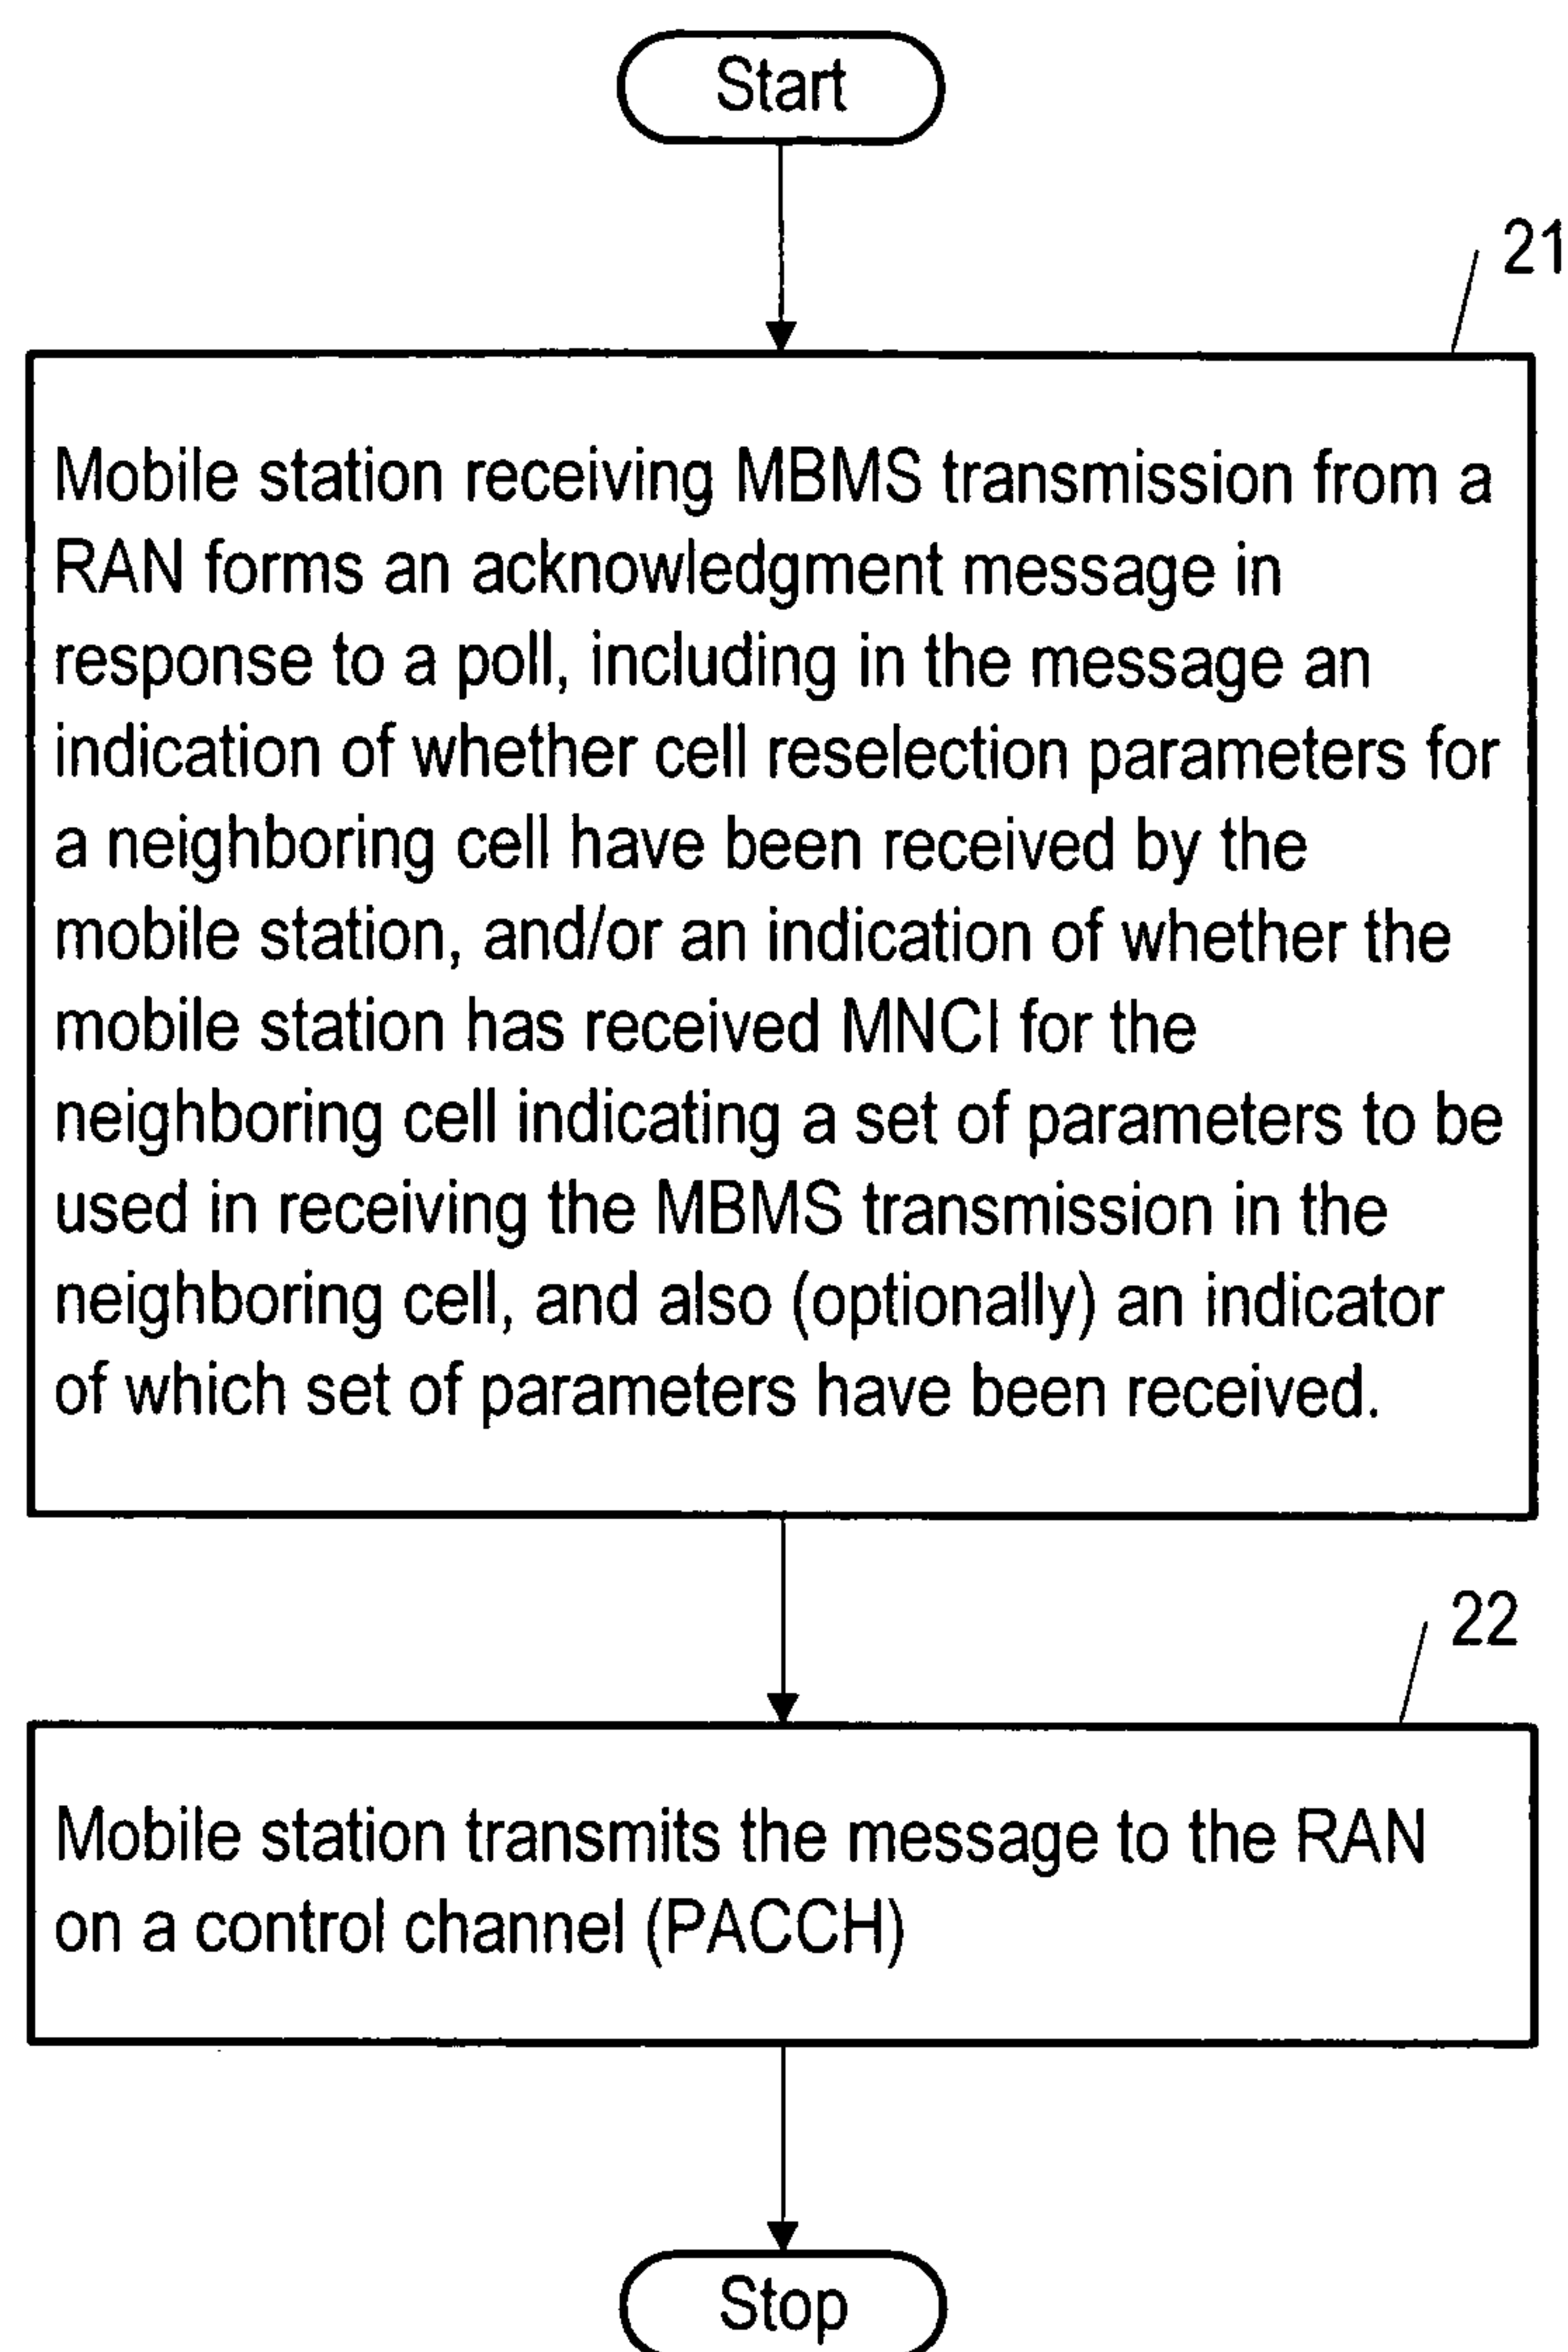 Start
21
Mobile station receiving MBMS transmission from a
RAN forms an acknowledgment message in
response to a poll, including in the message an
indication of whether cell reselection parameters for
a neighboring cell have been received by the
mobile station, and/or an indication of whether the
mobile station has received MNCI for the
neighboring cell indicating a set of parameters to be
used in receiving the MBMS transmission in the
neighboring cell, and also (optionally) an indicator
of which set of parameters have been received.
22
Mobile station transmits the message to the RAN
on a control channel (PACCH)
Stop